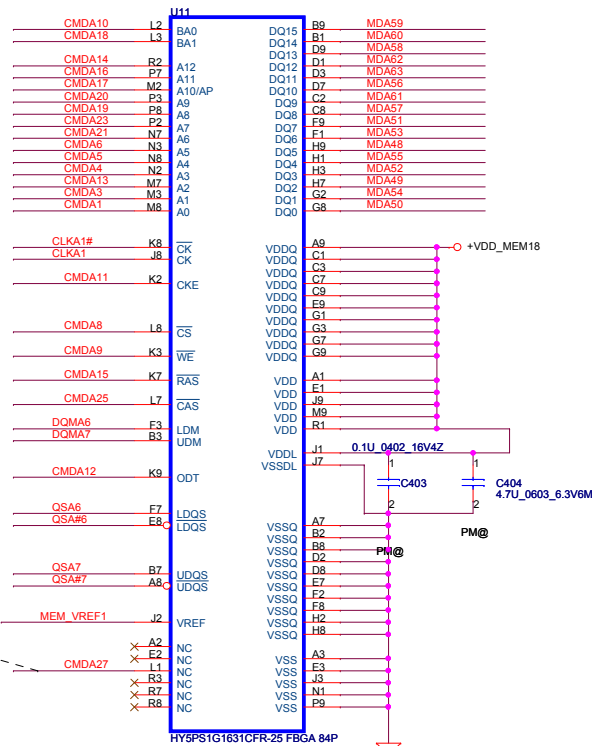 U11
CMDA10 L2 BA0 DQ15 B9 MDA59
CMDA18 L3 BA1 DQ14 B1 MDA60
DQ13 D9 MDA58
CMDA14 R2 A12 DQ12 D1 MDA62
CMDA16 P7 A11 DQ11 D3 MDA63
CMDA17 M2 A10/AP DQ10 D7 MDA56
CMDA20 P3 A9 DQ9 C2 MDA61
CMDA19 P8 A8 DQ8 C8 MDA57
CMDA23 P2 A7 DQ7 F9 MDA51
CMDA21 N7 A6 DQ6 F1 MDA53
CMDA6 N3 A5 DQ5 H9 MDA48
CMDA5 N8 A4 DQ4 H1 MDA55
CMDA4 N2 A3 DQ3 H3 MDA52
CMDA13 M7 A2 DQ2 H7 MDA49
CMDA3 M3 A1 DQ1 G2 MDA54
CMDA1 M8 A0 DQ0 G8 MDA50
CLKA1# K8 CK VDDQ A9 +VDD_MEM18
CLKA1 J8 CK VDDQ C1
VDDQ C3
CMDA11 K2 CKE VDDQ C7
VDDQ C9
VDDQ E9
VDDQ G1
CMDA8 L8 CS VDDQ G3
VDDQ G7
CMDA9 K3 WE VDDQ G9
CMDA15 K7 RAS VDD A1
VDD E1
CMDA25 L7 CAS VDD J9
VDD M9
DQMA6 F3 LDM VDD R1
DQMA7 B3 UDM
VDDL J1 0.1U_0402_16V4Z
VSSDL J7 1 1
CMDA12 K9 ODT C403 C404
4.7U_0603_6.3V6M
2 2
QSA6 F7 LDQS
QSA#6 E8 LDQS VSSQ A7
VSSQ B2 PM@
VSSQ B8 PM@
VSSQ D2
QSA7 B7 UDQS VSSQ D8
QSA#7 A8 UDQS VSSQ E7
VSSQ F2
VSSQ F8
MEM_VREF1 J2 VREF VSSQ H2
VSSQ H8
A2 NC
E2 NC VSS A3
CMDA27 L1 NC VSS E3
R3 NC VSS J3
R7 NC VSS N1
R8 NC VSS P9
HY5PS1G1631CFR-25 FBGA 84P